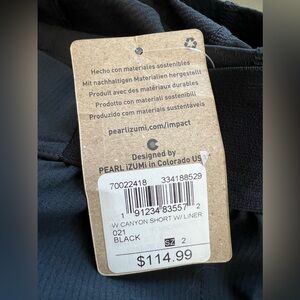 Hecho con materiales sostenibles
Mit nachhaltigen Materialien hergestellt
Produit avec des matériaux durables
Prodotto con materiali sostenibili
Produzido com materiais sustentáveis
pearlizumi.com/impact
Designed by
PEARL iZUMi in Colorado US
70022418 334188529
1 91234 83557 2
W CANYON SHORT W/ LINER
021
BLACK SZ 2
$114.99